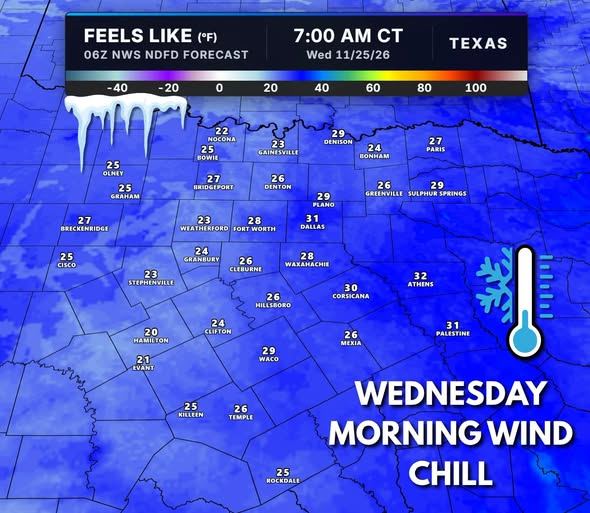 FEELS LIKE (°F)
06Z NWS NDFD FORECAST
7:00 AM CT
Wed 11/25/26
TEXAS
-40 -20 0 20 40 60 80 100
22
NOCONA
25
BOWIE
23
GAINESVILLE
29
DENISON
24
BONHAM
27
PARIS
25
OLNEY
25
GRAHAM
27
BRIDGEPORT
26
DENTON
29
PLANO
26
GREENVILLE
29
SULPHUR SPRINGS
27
BRECKENRIDGE
23
WEATHERFORD
28
FORT WORTH
31
DALLAS
25
CISCO
24
GRANBURY
26
CLEBURNE
28
WAXAHACHIE
23
STEPHENVILLE
26
HILLSBORO
30
CORSICANA
32
ATHENS
20
HAMILTON
24
CLIFTON
26
MEXIA
31
PALESTINE
21
EVANT
29
WACO
25
KILLEEN
26
TEMPLE
25
ROCKDALE
WEDNESDAY
MORNING WIND
CHILL